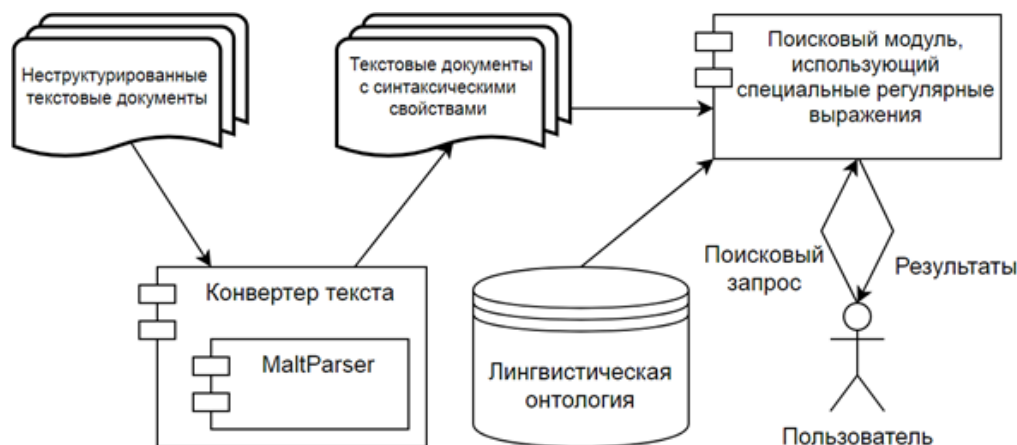 Неструктурированные
текстовые документы
Текстовые документы
с синтаксическими
свойствами
Поисковый модуль,
использующий
специальные регулярные
выражения
Конвертер текста
MaltParser
Лингвистическая
онтология
Поисковый
запрос
Результаты
Пользователь